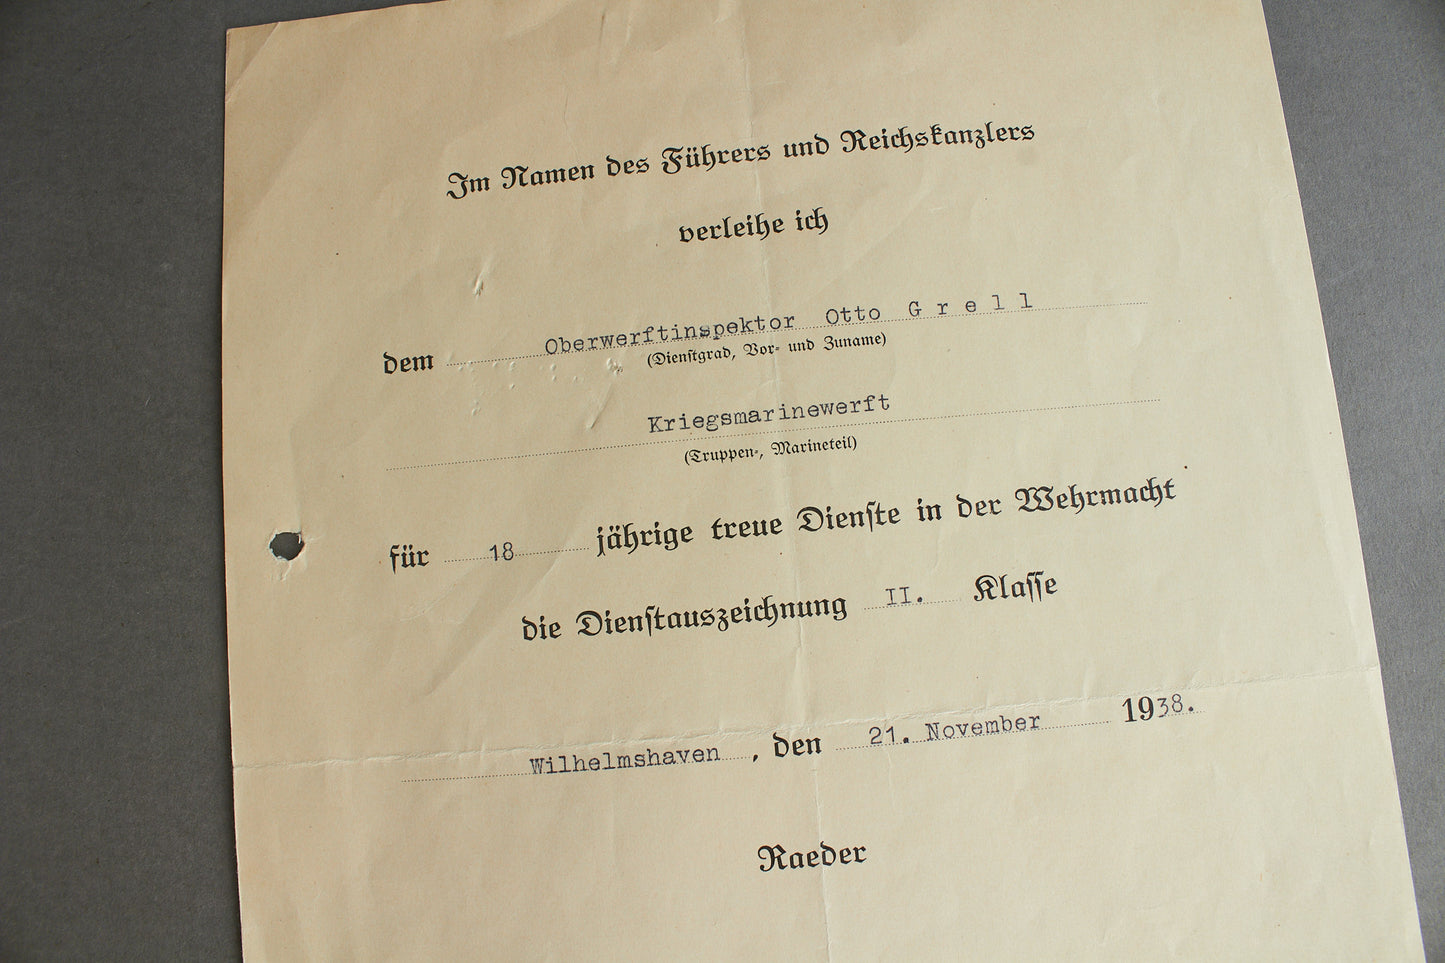 Im Namen des Führers und Reichskanzlers
verleihe ich
dem Oberwerftinspektor Otto G r e l l
(Dienstgrad, Vor- und Zuname)
Kriegsmarinewerft
(Truppen-, Marineteil)
für 18 jährige treue Dienste in der Wehrmacht
die Dienstauszeichnung II. Klasse
Wilhelmshaven, den 21. November 1938.
Raeder